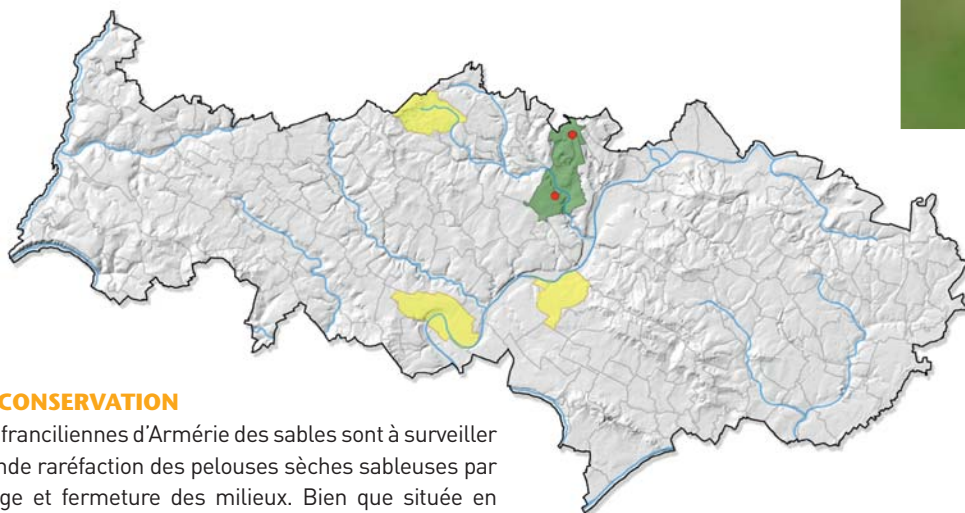 CONSERVATION
franciliennes d'Armérie des sables sont à surveiller
nde raréfaction des pelouses sèches sableuses par
ge et fermeture des milieux. Bien que située en